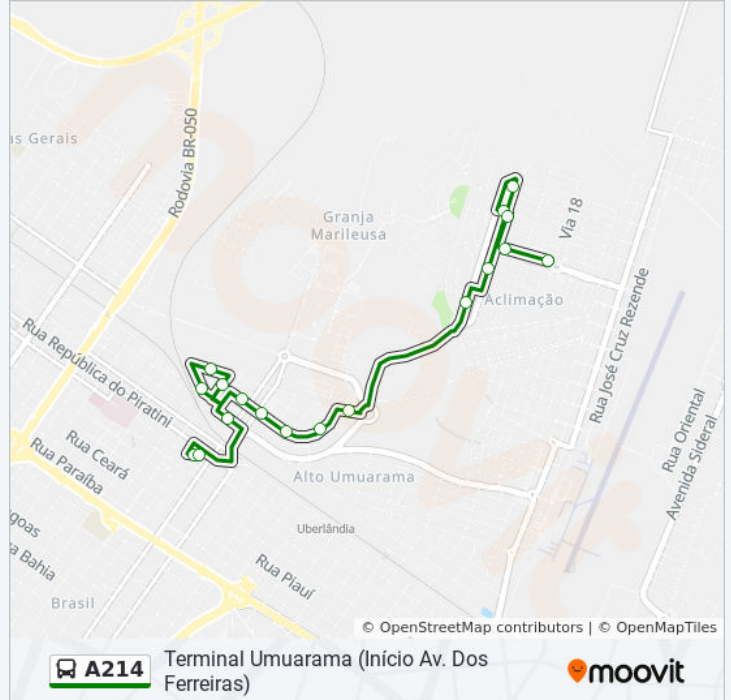 as Gerais
Rodovia BR-050
Granja
Marileusa
Via 18
Aclimação
Rua José Cruz Rezende
Rua República do Piratini
Rua Ceará
Rua Paraíba
Rua Oriental
Avenida Sideral
Alto Umuarama
goas
a Bahia
Uberlândia
Rua Piauí
Brasil
moovit
© OpenStreetMap contributors | © OpenMapTiles
A214
Terminal Umuarama (Início Av. Dos
Ferreiras)
moovit